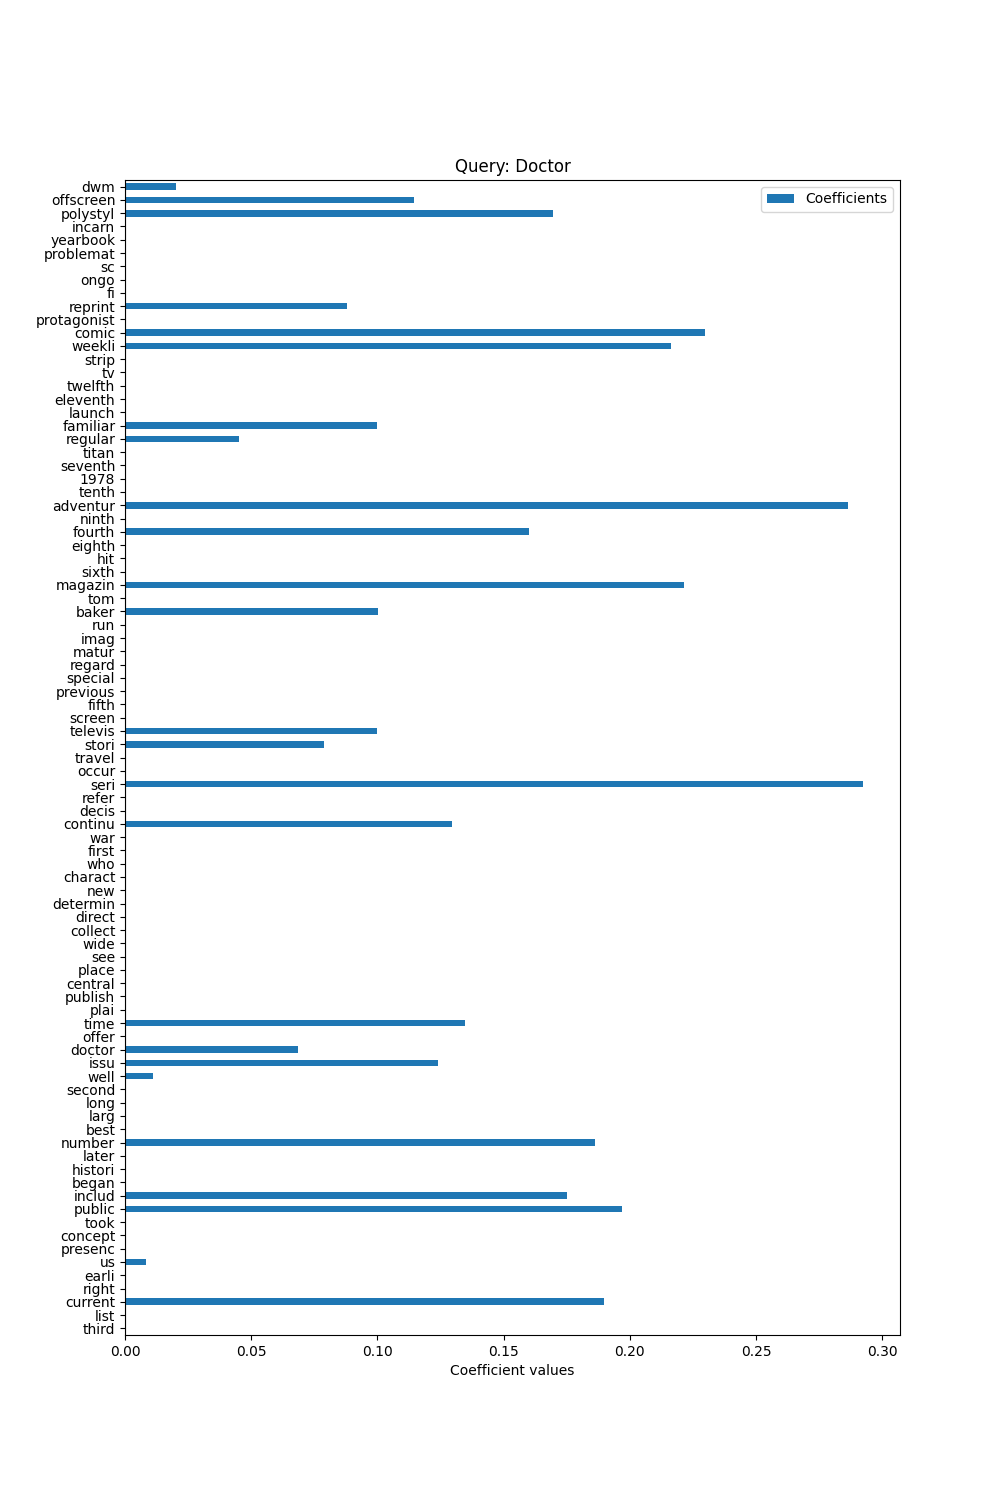 Query: Doctor
Coefficients
dwm
offscreen
polystyl
incarn
yearbook
problemat
sc
ongo
fi
reprint
protagonist
comic
weekli
strip
tv
twelfth
eleventh
launch
familiar
regular
titan
seventh
1978
tenth
adventur
ninth
fourth
eighth
hit
sixth
magazin
tom
baker
run
imag
matur
regard
special
previous
fifth
screen
televis
stori
travel
occur
seri
refer
decis
continu
war
first
who
charact
new
determin
direct
collect
wide
see
place
central
publish
plai
time
offer
doctor
issu
well
second
long
larg
best
number
later
histori
began
includ
public
took
concept
presenc
us
earli
right
current
list
third
0.00 0.05 0.10 0.15 0.20 0.25 0.30
Coefficient values